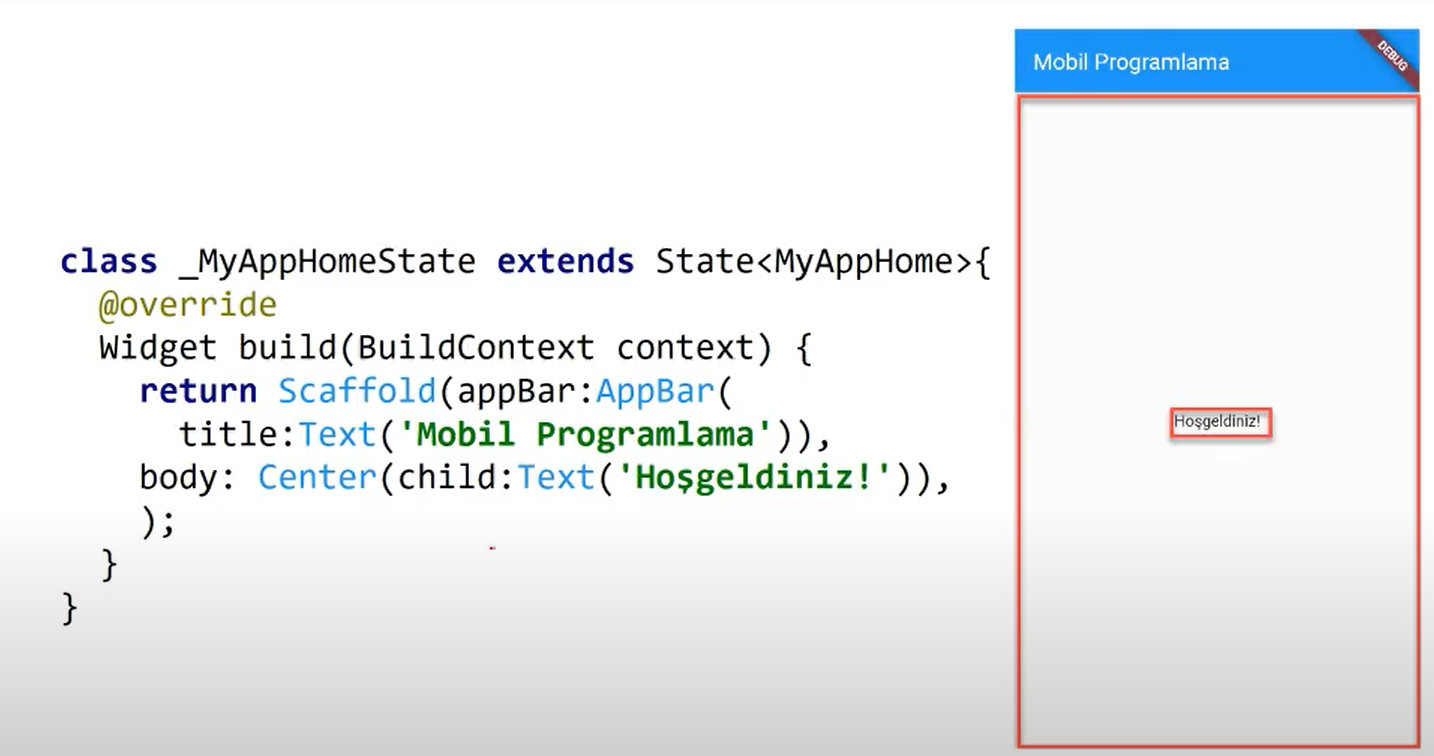 class _MyAppHomeState extends State<MyAppHome>{
@override
Widget build(BuildContext context) {
return Scaffold(appBar:AppBar(
title:Text('Mobil Programlama')),
body: Center(child:Text('Hoşgeldiniz!')),
);
}
}
Mobil Programlama
DEBUG
Hoşgeldiniz!